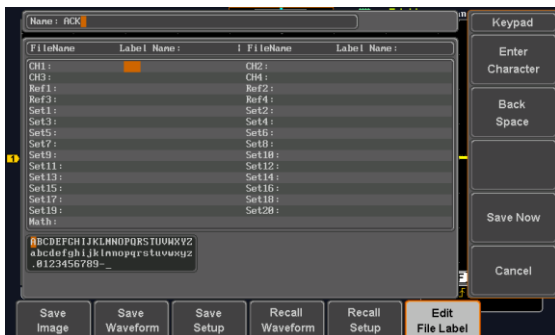 Name: ACK
FileName Label Name: | FileName Label Name:
CH1: CH2:
CH3: CH4:
Ref1: Ref2:
Ref3: Ref4:
Set1: Set2:
Set3: Set4:
Set5: Set6:
Set7: Set8:
Set9: Set10:
Set11: Set12:
Set13: Set14:
Set15: Set16:
Set17: Set18:
Set19: Set20:
Math:
ABCDEFGHIJKLMNOPQRSTUVWXYZ
abcdefghijklmnopqrstuvwxyz
.0123456789-_
Keypad
Enter
Character
Back
Space
Save Now
Cancel
1
Save
Image
Save
Waveform
Save
Setup
Recall
Waveform
Recall
Setup
Edit
File Label